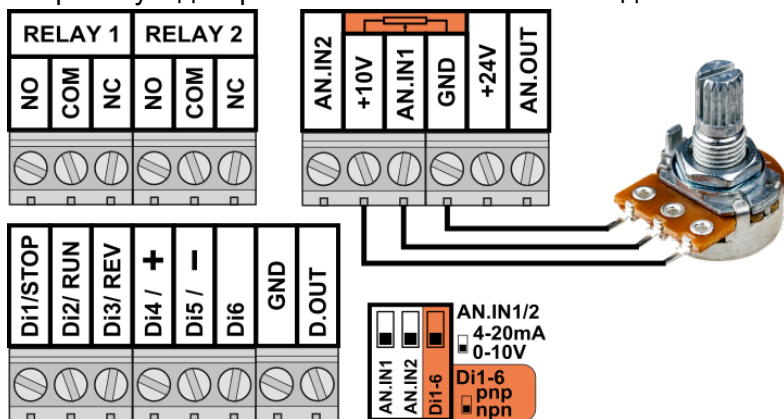 RELAY 1 RELAY 2
NO COM NC NO COM NC
AN.IN2 +10V AN.IN1 GND +24V AN.OUT
Di1/STOP Di2/ RUN Di3/ REV Di4 / + Di5 / − Di6 GND D.OUT
AN.IN1 AN.IN2 Di1-6
AN.IN1/2
4-20mA
0-10V
Di1-6
pnp
npn